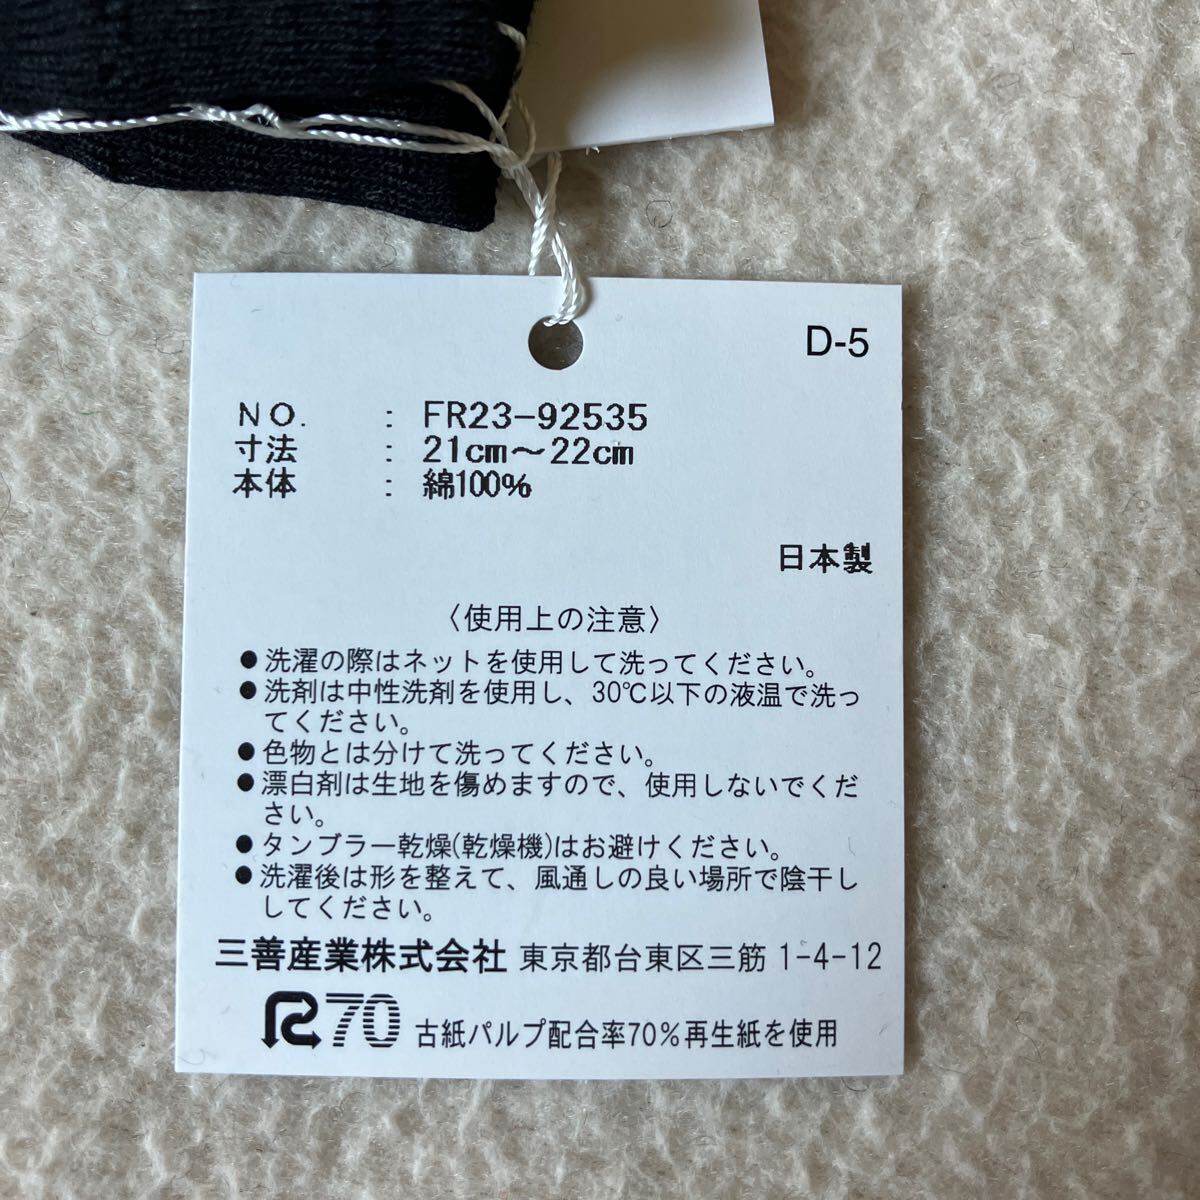 D-5
NO. : FR23-92535
寸法 : 21cm～22cm
本体 : 綿100%
日本製
〈使用上の注意〉
●洗濯の際はネットを使用して洗ってください。
●洗剤は中性洗剤を使用し、30℃以下の液温で洗っ
てください。
●色物とは分けて洗ってください。
●漂白剤は生地を傷めますので、使用しないでくだ
さい。
●タンブラー乾燥(乾燥機)はお避けください。
●洗濯後は形を整えて、風通しの良い場所で陰干し
してください。
三善産業株式会社 東京都台東区三筋 1-4-12
R70 古紙パルプ配合率70%再生紙を使用